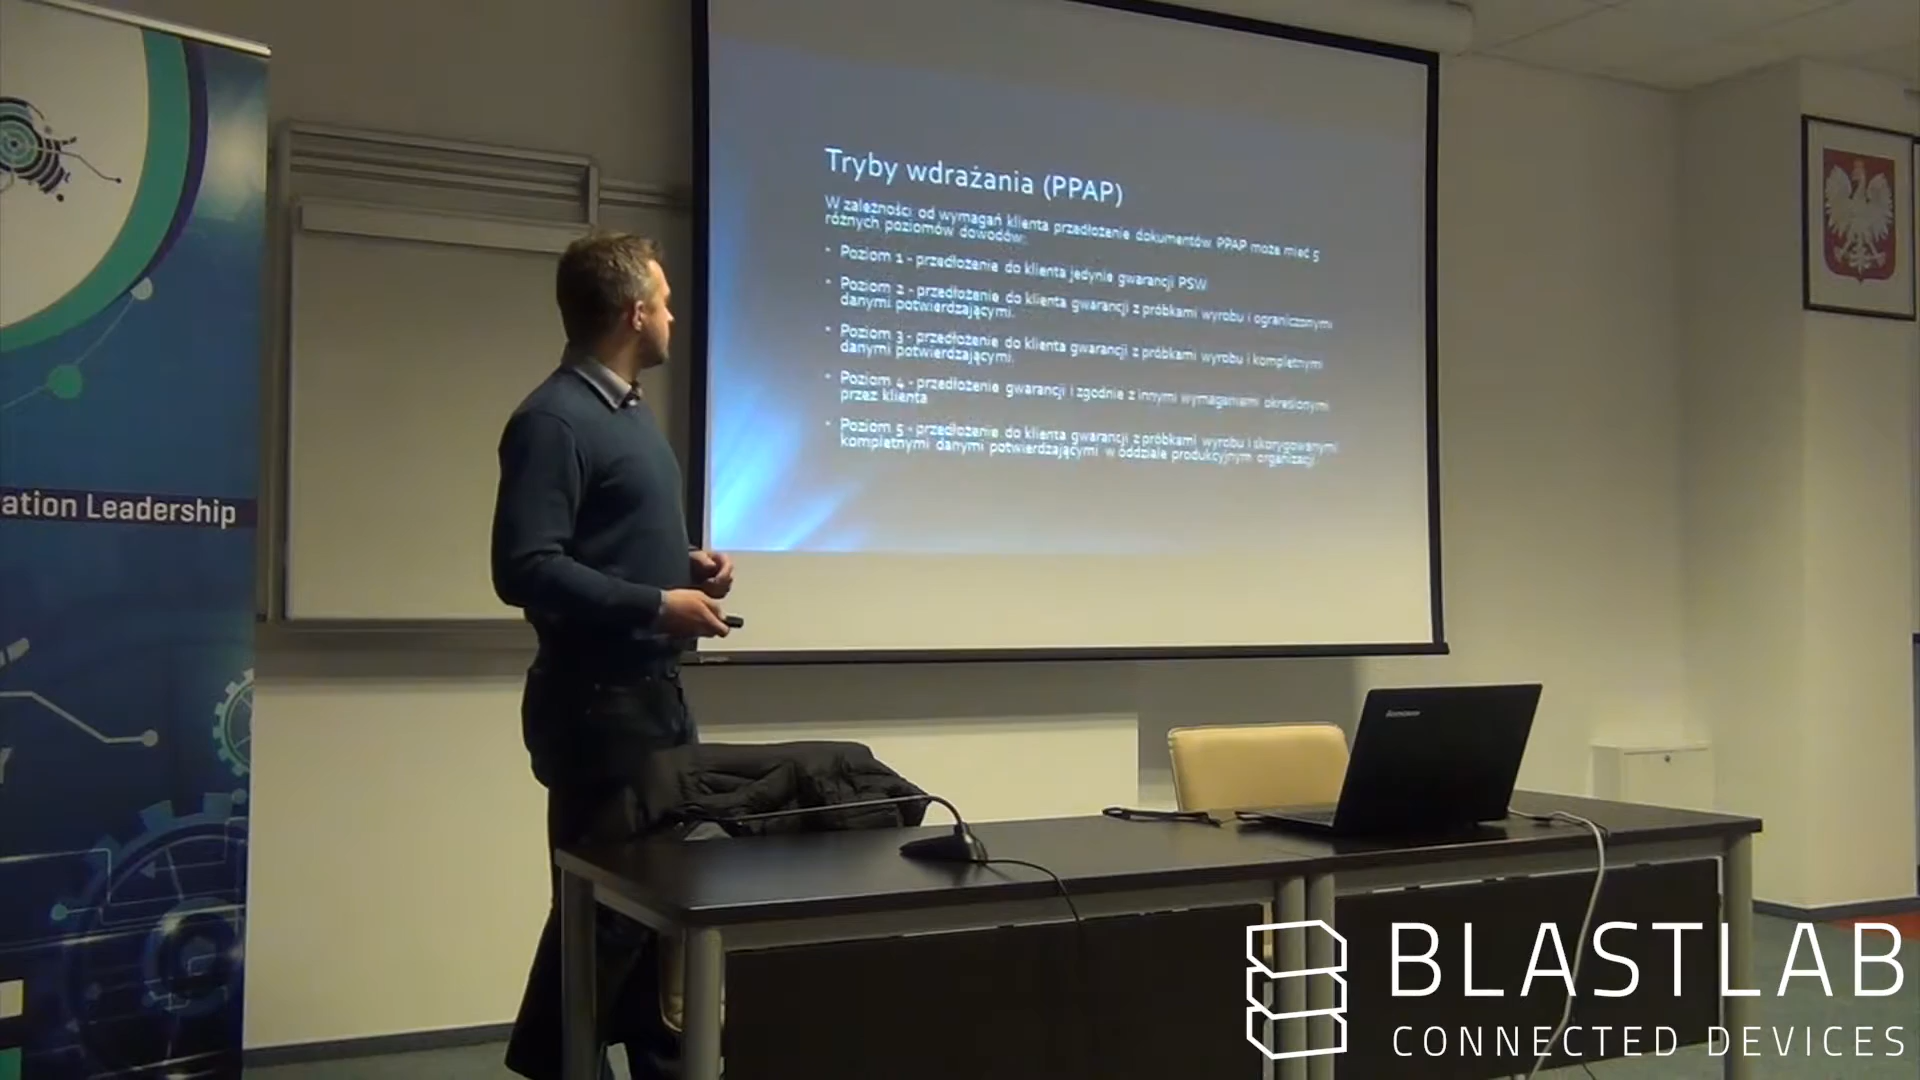 Tryby wdrażania (PPAP)
W zależności od wymagań klienta przedłożenie dokumentów PPAP może mieć 5
różnych poziomów dowodów:
• Poziom 1 - przedłożenie do klienta jedynie gwarancji PSW
• Poziom 2 - przedłożenie do klienta gwarancji z próbkami wyrobu i ograniczonymi
danymi potwierdzającymi.
• Poziom 3 - przedłożenie do klienta gwarancji z próbkami wyrobu i kompletnymi
danymi potwierdzającymi.
• Poziom 4 - przedłożenie gwarancji i zgodnie z innymi wymaganiami określonymi
przez klienta
• Poziom 5 - przedłożenie do klienta gwarancji z próbkami wyrobu i skorygowanymi
kompletnymi danymi potwierdzającymi w oddziale produkcyjnym organizacji
ation Leadership
Lenovo
BLASTLAB
CONNECTED DEVICES